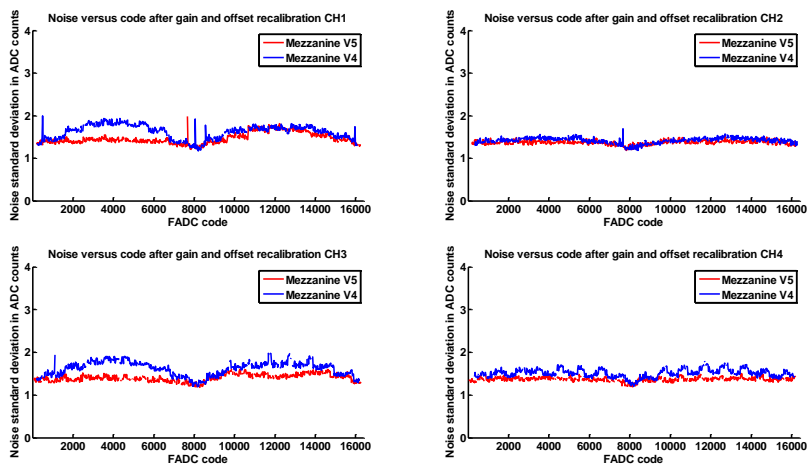 Noise versus code after gain and offset recalibration CH1
Noise standard deviation in ADC counts
4
3
2
1
0
2000 4000 6000 8000 10000 12000 14000 16000
FADC code
Mezzanine V5
Mezzanine V4
Noise versus code after gain and offset recalibration CH2
Noise standard deviation in ADC counts
4
3
2
1
0
2000 4000 6000 8000 10000 12000 14000 16000
FADC code
Mezzanine V5
Mezzanine V4
Noise versus code after gain and offset recalibration CH3
Noise standard deviation in ADC counts
4
3
2
1
0
2000 4000 6000 8000 10000 12000 14000 16000
FADC code
Mezzanine V5
Mezzanine V4
Noise versus code after gain and offset recalibration CH4
Noise standard deviation in ADC counts
4
3
2
1
0
2000 4000 6000 8000 10000 12000 14000 16000
FADC code
Mezzanine V5
Mezzanine V4